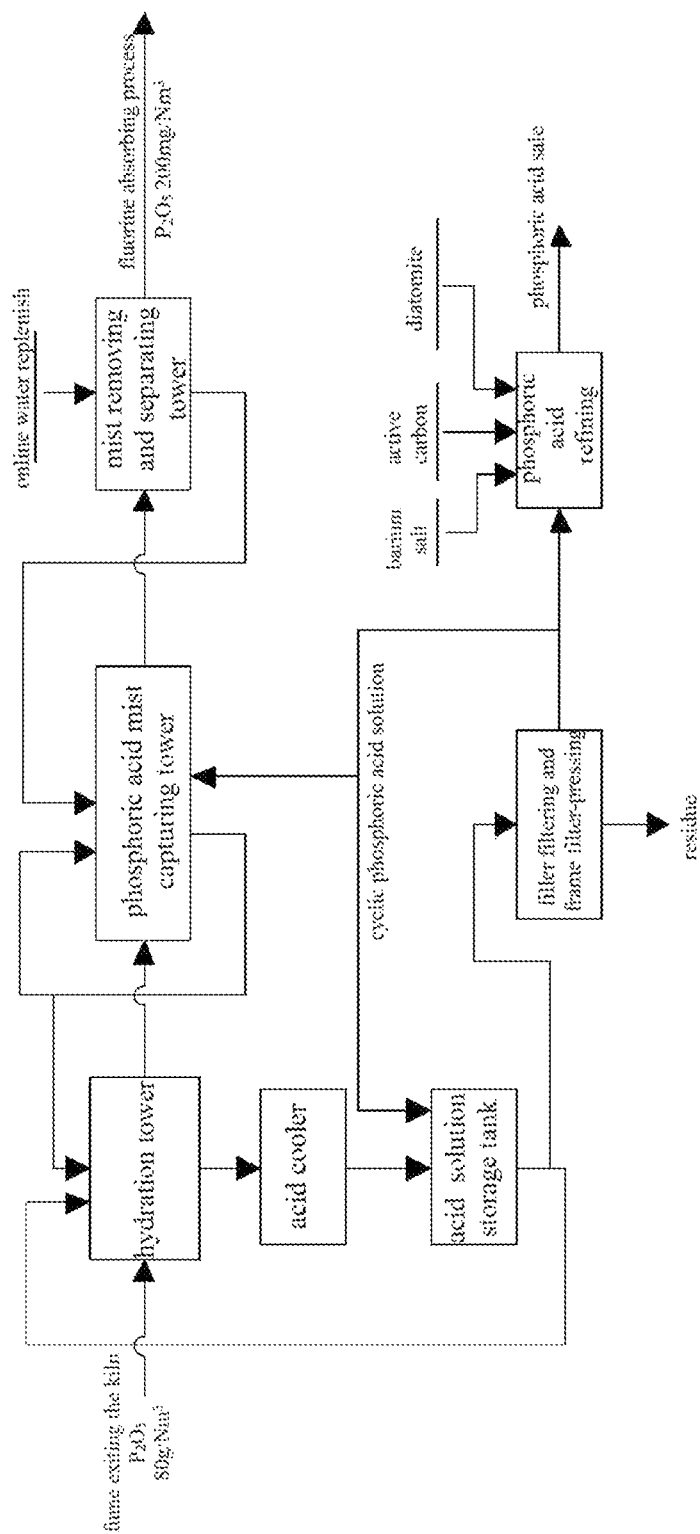 fume exiting the kiln
P₂O₅
80g/Nm³
hydration tower
acid cooler
acid solution
storage tank
phosphoric acid mist
capturing tower
cyclic phosphoric acid solution
online water replenish
mist removing
and separating
tower
fluorine absorbing process
P₂O₅ 200mg/Nm³
filter filtering and
frame filter-pressing
residue
barium
salt
active
carbon
diatomite
phosphoric
acid
refining
phosphoric acid sale